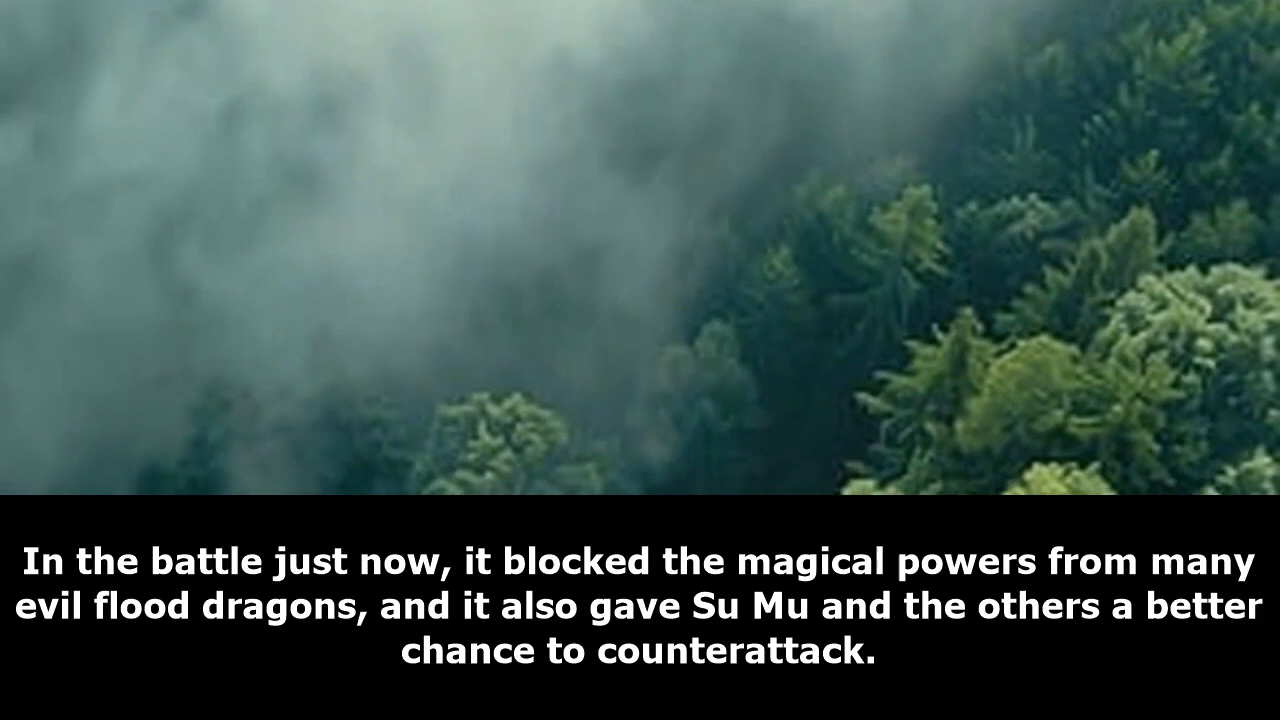 In the battle just now, it blocked the magical powers from many
evil flood dragons, and it also gave Su Mu and the others a better
chance to counterattack.